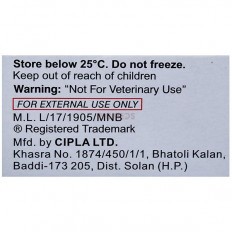 Store below 25°C. Do not freeze.
Keep out of reach of children
Warning: "Not For Veterinary Use"
FOR EXTERNAL USE ONLY
M.L. L/17/1905/MNB
® Registered Trademark
Mfd. by CIPLA LTD.
Khasra No. 1874/450/1/1, Bhatoli Kalan,
Baddi-173 205, Dist. Solan (H.P.)